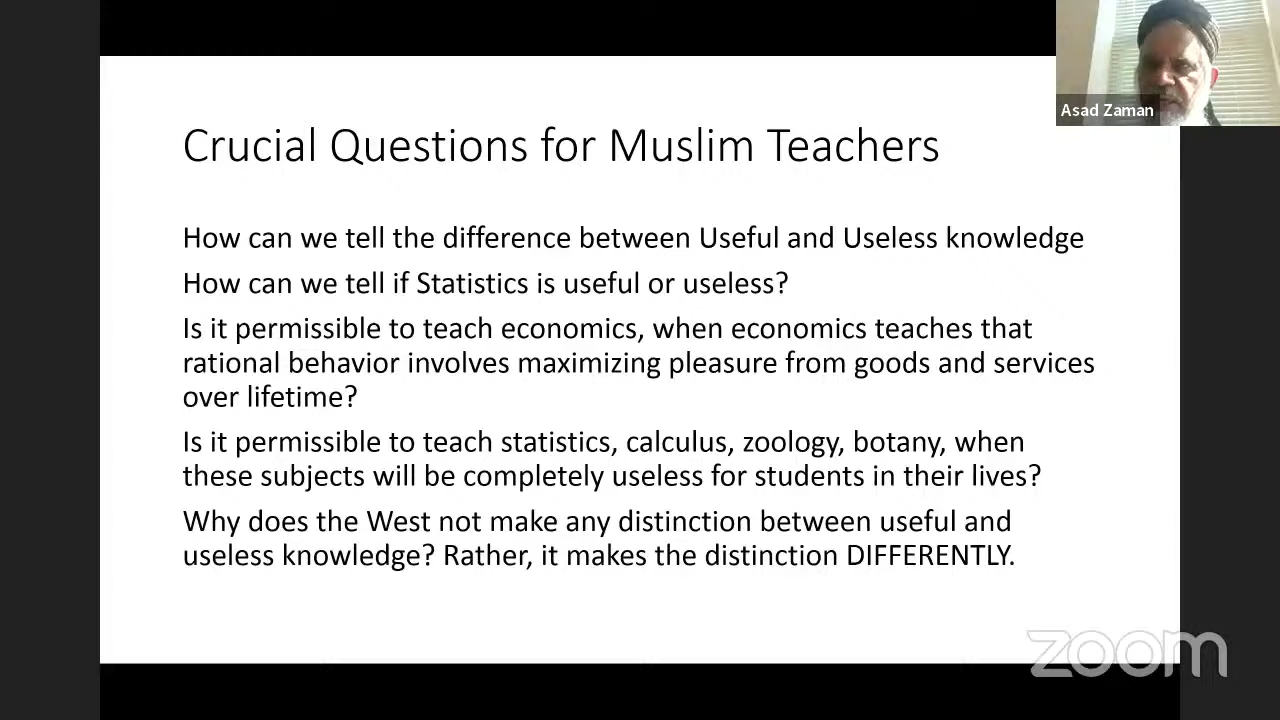 Asad Zaman
Crucial Questions for Muslim Teachers
How can we tell the difference between Useful and Useless knowledge
How can we tell if Statistics is useful or useless?
Is it permissible to teach economics, when economics teaches that
rational behavior involves maximizing pleasure from goods and services
over lifetime?
Is it permissible to teach statistics, calculus, zoology, botany, when
these subjects will be completely useless for students in their lives?
Why does the West not make any distinction between useful and
useless knowledge? Rather, it makes the distinction DIFFERENTLY.
zoom